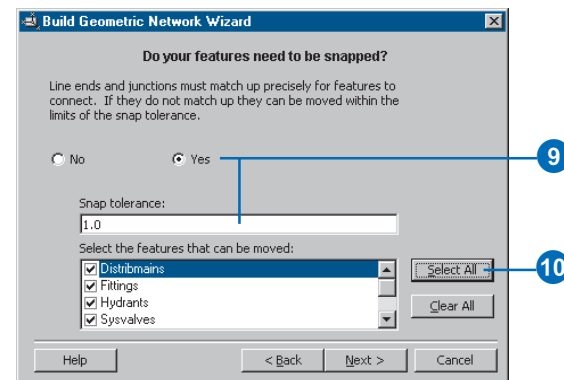 Build Geometric Network Wizard
Do your features need to be snapped?
Line ends and junctions must match up precisely for features to
connect. If they do not match up they can be moved within the
limits of the snap tolerance.
No Yes 9
Snap tolerance:
1.0
Select the features that can be moved:
Distribmains Select All 10
Fittings
Hydrants Clear All
Sysvalves
Help < Back Next > Cancel